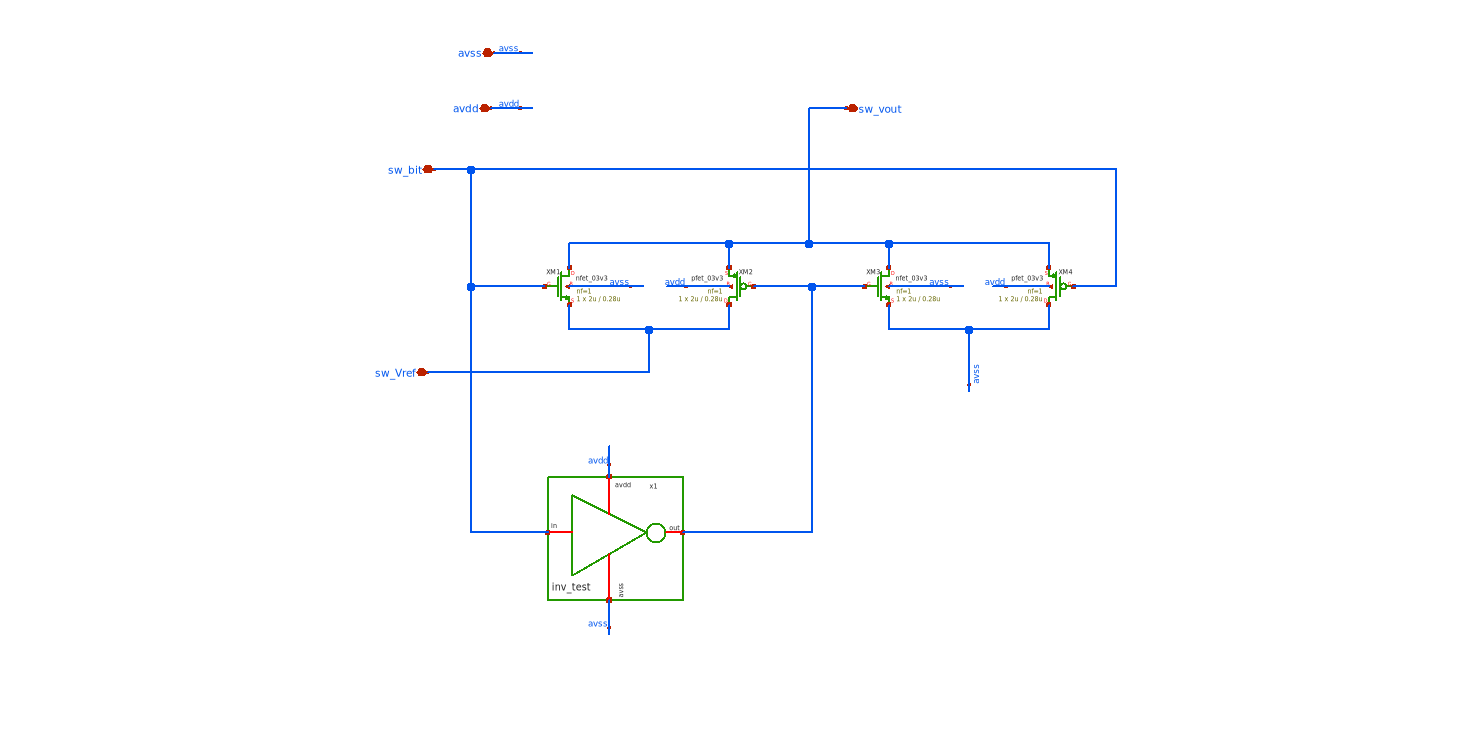 avss avss
avdd avdd
sw_vout
sw_bit
XM1 nfet_03v3 avss
nf=1
1 x 2u / 0.28u
avdd pfet_03v3 XM2
nf=1
1 x 2u / 0.28u
XM3 nfet_03v3 avss
nf=1
1 x 2u / 0.28u
avdd pfet_03v3 XM4
nf=1
1 x 2u / 0.28u
sw_Vref
avss
avdd
avdd x1
in
out
inv_test
avss
avss